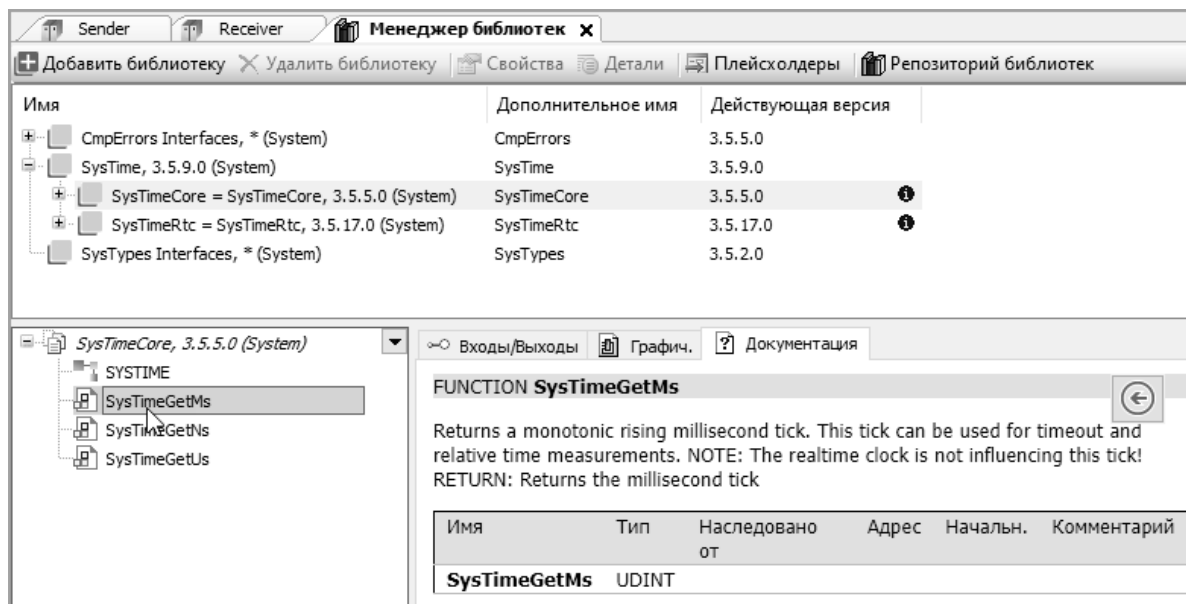 Sender Receiver Менеджер библиотек
Добавить библиотеку Удалить библиотеку Свойства Детали Плейсхолдеры Репозиторий библиотек
Имя Дополнительное имя Действующая версия
CmpErrors Interfaces, * (System) CmpErrors 3.5.5.0
SysTime, 3.5.9.0 (System) SysTime 3.5.9.0
SysTimeCore = SysTimeCore, 3.5.5.0 (System) SysTimeCore 3.5.5.0
SysTimeRtc = SysTimeRtc, 3.5.17.0 (System) SysTimeRtc 3.5.17.0
SysTypes Interfaces, * (System) SysTypes 3.5.2.0
SysTimeCore, 3.5.5.0 (System)
SYSTIME
SysTimeGetMs
SysTimeGetNs
SysTimeGetUs
Входы/Выходы Графич. Документация
FUNCTION SysTimeGetMs
Returns a monotonic rising millisecond tick. This tick can be used for timeout and
relative time measurements. NOTE: The realtime clock is not influencing this tick!
RETURN: Returns the millisecond tick
Имя Тип Наследовано Адрес Начальн. Комментарий
от
SysTimeGetMs UDINT